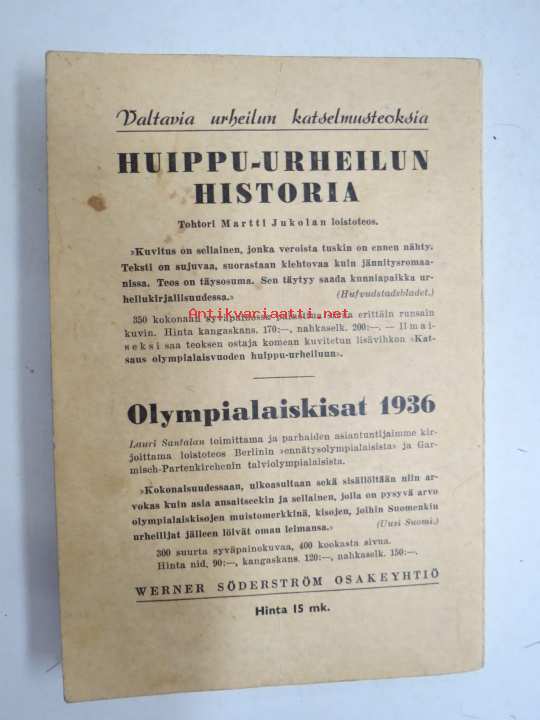 Valtavia urheilun katselmusteoksia
HUIPPU-URHEILUN
HISTORIA
Tohtori Martti Jukolan loistoteos.
»Kuvitus on sellainen, jonka veroista tuskin on ennen nähty.
Teksti on sujuvaa, suorastaan kiehtovaa kuin jännitysromaa-
nissa. Teos on täysosuma. Sen täytyy saada kunniapaikka ur-
heilukirjallisuudessa.» (Hufvudstadsbladet.)
Antikvariaatti.net
350 kokonaan syväpainossa painettua sivua erittäin runsain
kuvin. Hinta kangaskans. 170:—, nahkaselk. 200:—. — Ilmai-
seksi saa teoksen ostaja komean kuvitetun lisävihkon »Kat-
saus olympialaisvuoden huippu-urheiluun».
Olympialaiskisat 1936
Lauri Santalan toimittama ja parhaiden asiantuntijaimme kir-
joittama loistoteos Berliinin »ennätysolympialaisista» ja Gar-
misch-Partenkirchenin talviolympialaisista.
»Kokonaisuudessaan, ulkoasultaan sekä sisällöltään niin ar-
vokas kuin asia ansaitseekin ja sellainen, jolla on pysyvä arvo
olympialaiskisojen muistomerkkinä, kisojen, joihin Suomenkin
urheilijat jälleen löivät oman leimansa.» (Uusi Suomi.)
300 suurta syväpainokuvaa, 400 kookasta sivua.
Hinta nid. 90:—, kangaskans. 120:—, nahkaselk. 150:—.
WERNER SÖDERSTRÖM OSAKEYHTIÖ
Hinta 15 mk.